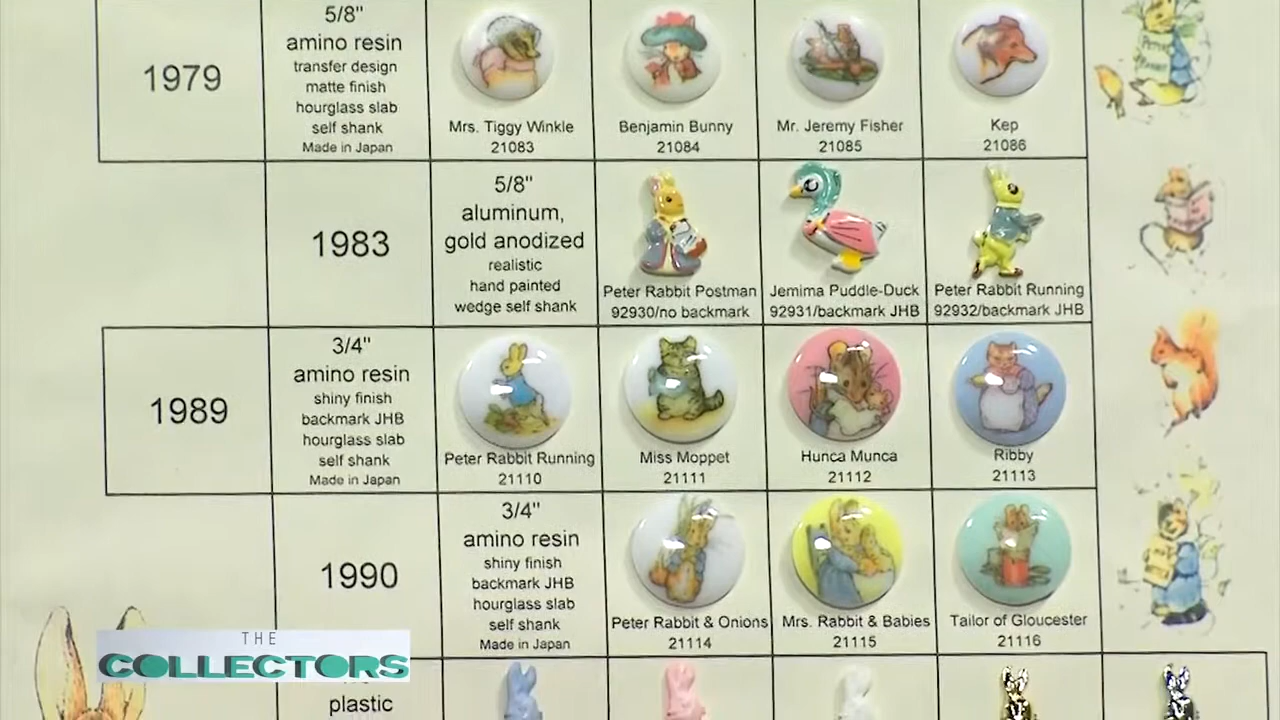 1979
5/8"
amino resin
transfer design
matte finish
hourglass slab
self shank
Made in Japan
Mrs. Tiggy Winkle
21083
Benjamin Bunny
21084
Mr. Jeremy Fisher
21085
Kep
21086
1983
5/8"
aluminum,
gold anodized
realistic
hand painted
wedge self shank
Peter Rabbit Postman
92930/no backmark
Jemima Puddle-Duck
92931/backmark JHB
Peter Rabbit Running
92932/backmark JHB
1989
3/4"
amino resin
shiny finish
backmark JHB
hourglass slab
self shank
Made in Japan
Peter Rabbit Running
21110
Miss Moppet
21111
Hunca Munca
21112
Ribby
21113
1990
3/4"
amino resin
shiny finish
backmark JHB
hourglass slab
self shank
Made in Japan
Peter Rabbit & Onions
21114
Mrs. Rabbit & Babies
21115
Tailor of Gloucester
21116
plastic
THE
COLLECTORS